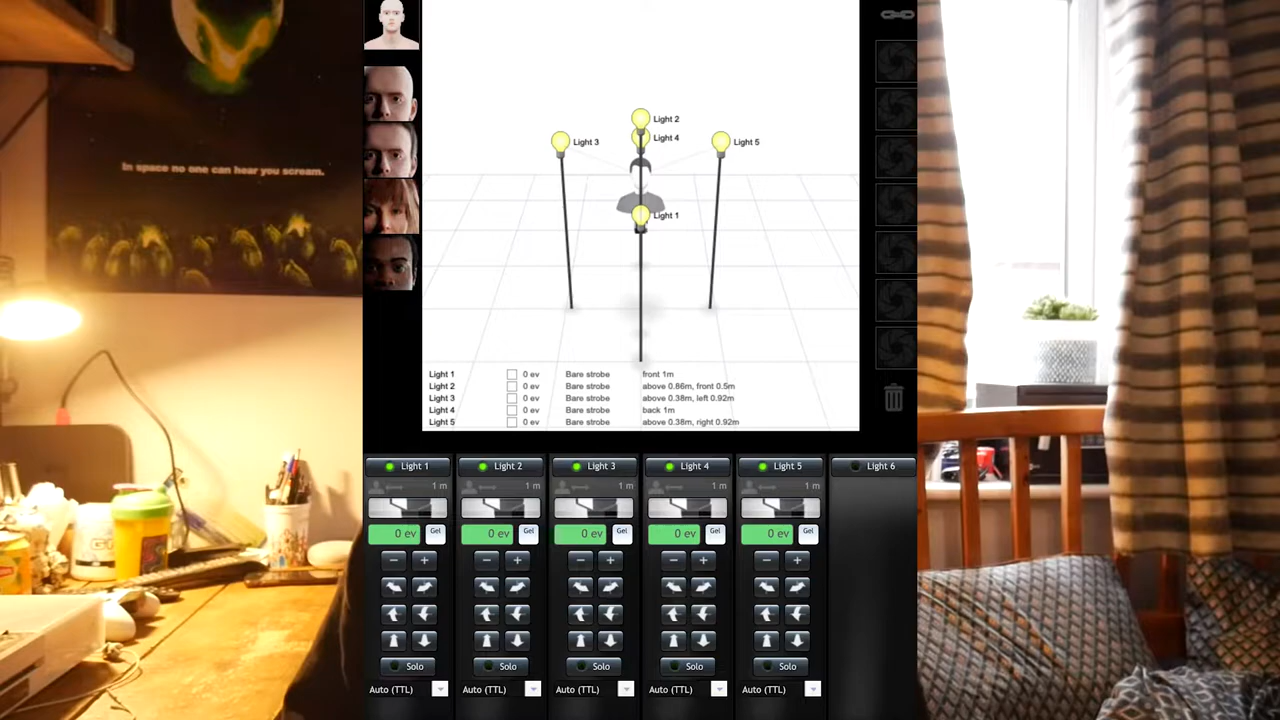 In space no one can hear you scream.
Light 2
Light 4
Light 3
Light 5
Light 1
Light 1 0 ev Bare strobe front 1m
Light 2 0 ev Bare strobe above 0.86m, front 0.5m
Light 3 0 ev Bare strobe above 0.38m, left 0.92m
Light 4 0 ev Bare strobe back 1m
Light 5 0 ev Bare strobe above 0.38m, right 0.92m
Light 1 Light 2 Light 3 Light 4 Light 5 Light 6
1 m 1 m 1 m 1 m 1 m
0 ev Gel 0 ev Gel 0 ev Gel 0 ev Gel 0 ev Gel
Solo Solo Solo Solo Solo
Auto (TTL) Auto (TTL) Auto (TTL) Auto (TTL) Auto (TTL)